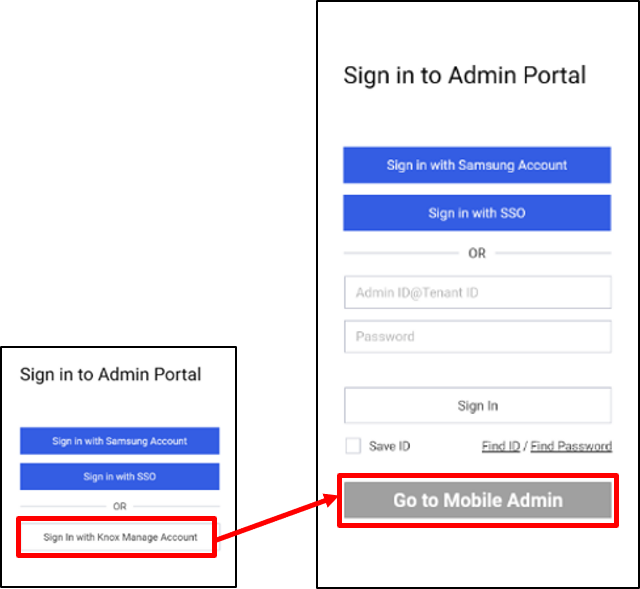 Sign in to Admin Portal
Sign in with Samsung Account
Sign in with SSO
OR
Sign In with Knox Manage Account
Sign in to Admin Portal
Sign in with Samsung Account
Sign in with SSO
OR
Admin ID@Tenant ID
Password
Sign In
Save ID Find ID / Find Password
Go to Mobile Admin